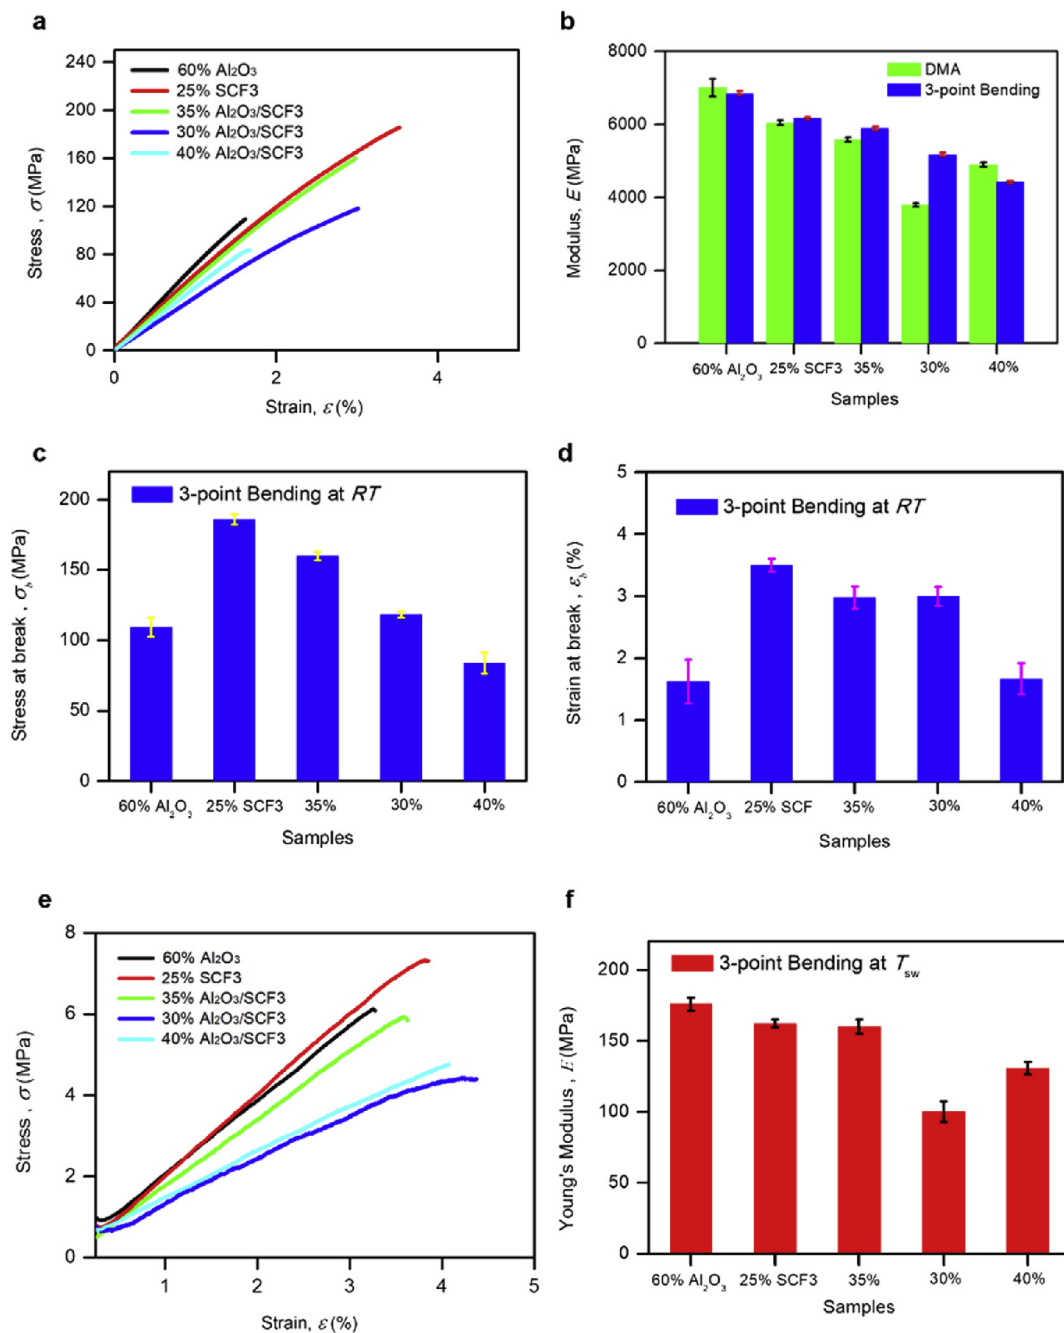 a
240
200
160
120
80
40
0
60% Al₂O₃
25% SCF3
35% Al₂O₃/SCF3
30% Al₂O₃/SCF3
40% Al₂O₃/SCF3
Stress , σ (MPa)
0 2 4
Strain, ε (%)
b
8000
6000
4000
2000
0
DMA
3-point Bending
Modulus, E (MPa)
60% Al₂O₃ 25% SCF3 35% 30% 40%
Samples
c
200
150
100
50
0
3-point Bending at RT
Stress at break , σb (MPa)
60% Al₂O₃ 25% SCF3 35% 30% 40%
Samples
d
5
4
3
2
1
0
3-point Bending at RT
Strain at break , εb (%)
60% Al₂O₃ 25% SCF 35% 30% 40%
Samples
e
8
6
4
2
0
60% Al₂O₃
25% SCF3
35% Al₂O₃/SCF3
30% Al₂O₃/SCF3
40% Al₂O₃/SCF3
Stress , σ (MPa)
1 2 3 4 5
Strain, ε (%)
f
200
150
100
50
0
3-point Bending at Tsw
Young's Modulus , E (MPa)
60% Al₂O₃ 25% SCF3 35% 30% 40%
Samples